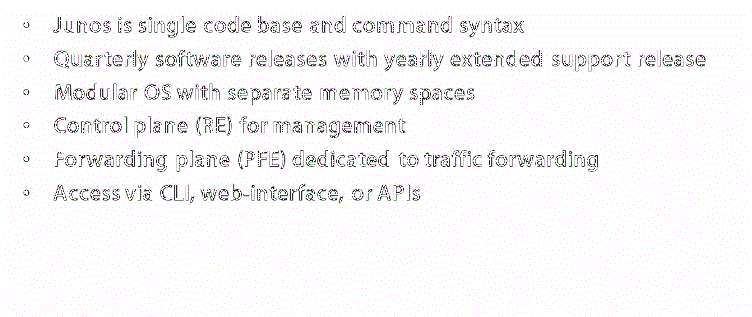 • Junos is single code base and command syntax
• Quarterly software releases with yearly extended support release
• Modular OS with separate memory spaces
• Control plane (RE) for management
• Forwarding plane (PFE) dedicated to traffic forwarding
• Access via CLI, web-interface, or APIs